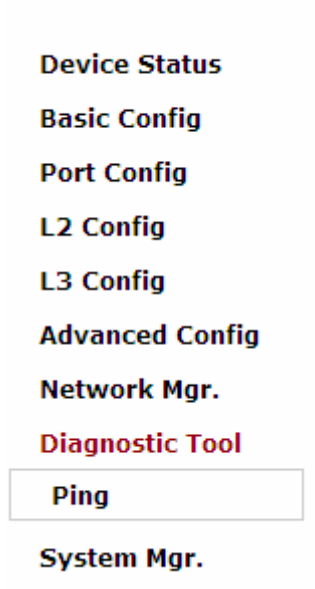 Device Status
Basic Config
Port Config
L2 Config
L3 Config
Advanced Config
Network Mgr.
Diagnostic Tool
Ping
System Mgr.